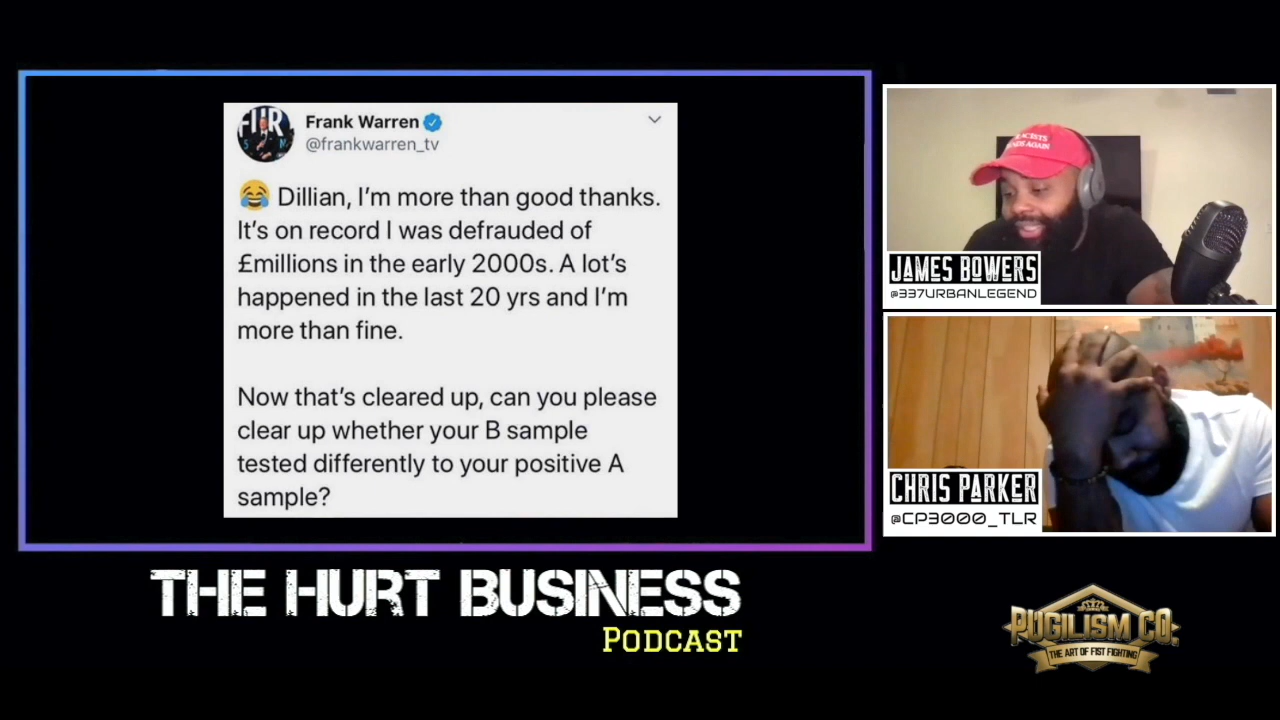 Frank Warren
@frankwarren_tv
😂 Dillian, I'm more than good thanks.
It's on record I was defrauded of
£millions in the early 2000s. A lot's
happened in the last 20 yrs and I'm
more than fine.
Now that's cleared up, can you please
clear up whether your B sample
tested differently to your positive A
sample?
AGAIN
JAMES BOWERS
@337URBANLEGEND
CHRIS PARKER
@CP3000_TLR
THE HURT BUSINESS
PODCAST
PUGILISM CO.
THE ART OF FIST FIGHTING